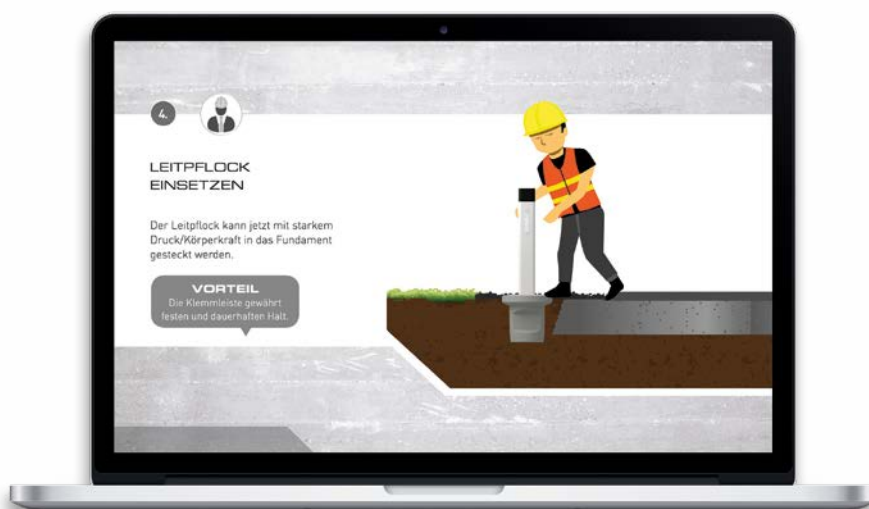 4.
LEITPFLOCK
EINSETZEN
Der Leitpflock kann jetzt mit starkem
Druck/Körperkraft in das Fundament
gesteckt werden.
VORTEIL
Die Klemmleiste gewährt
festen und dauerhaften Halt.